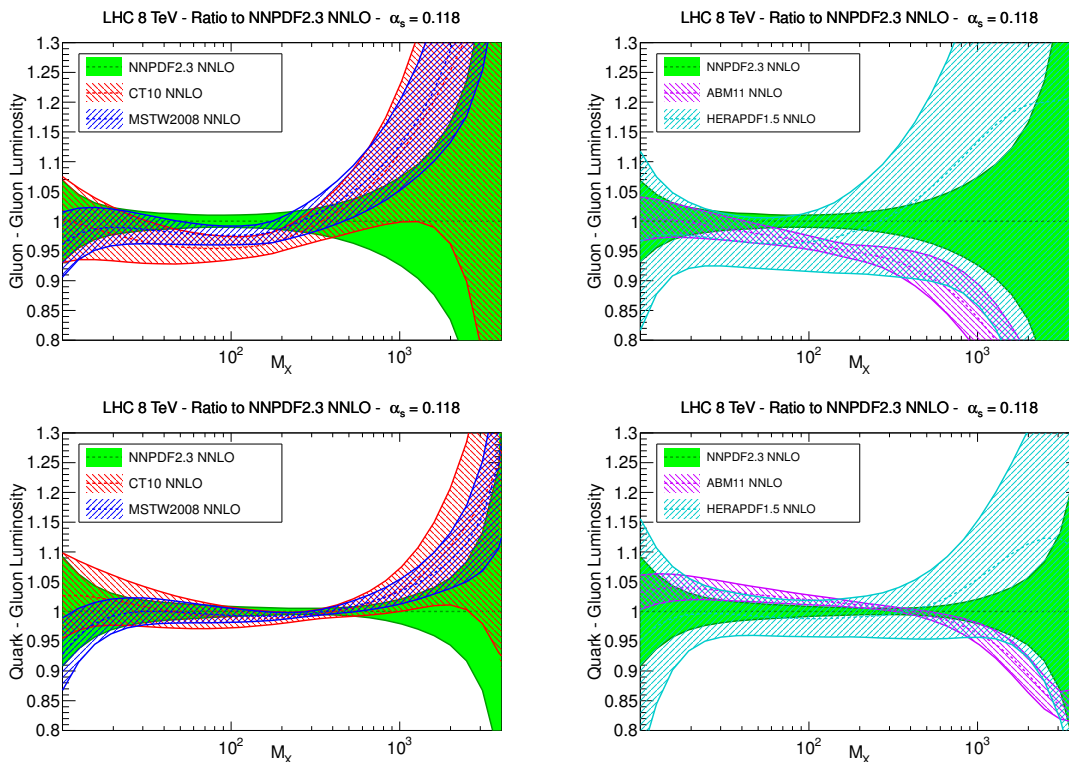 LHC 8 TeV - Ratio to NNPDF2.3 NNLO - αs = 0.118
Gluon - Gluon Luminosity
1.3
1.25
1.2
1.15
1.1
1.05
1
0.95
0.9
0.85
0.8
NNPDF2.3 NNLO
CT10 NNLO
MSTW2008 NNLO
10²
10³
MX
LHC 8 TeV - Ratio to NNPDF2.3 NNLO - αs = 0.118
Gluon - Gluon Luminosity
1.3
1.25
1.2
1.15
1.1
1.05
1
0.95
0.9
0.85
0.8
NNPDF2.3 NNLO
ABM11 NNLO
HERAPDF1.5 NNLO
10²
10³
MX
LHC 8 TeV - Ratio to NNPDF2.3 NNLO - αs = 0.118
Quark - Gluon Luminosity
1.3
1.25
1.2
1.15
1.1
1.05
1
0.95
0.9
0.85
0.8
NNPDF2.3 NNLO
CT10 NNLO
MSTW2008 NNLO
10²
10³
MX
LHC 8 TeV - Ratio to NNPDF2.3 NNLO - αs = 0.118
Quark - Gluon Luminosity
1.3
1.25
1.2
1.15
1.1
1.05
1
0.95
0.9
0.85
0.8
NNPDF2.3 NNLO
ABM11 NNLO
HERAPDF1.5 NNLO
10²
10³
MX